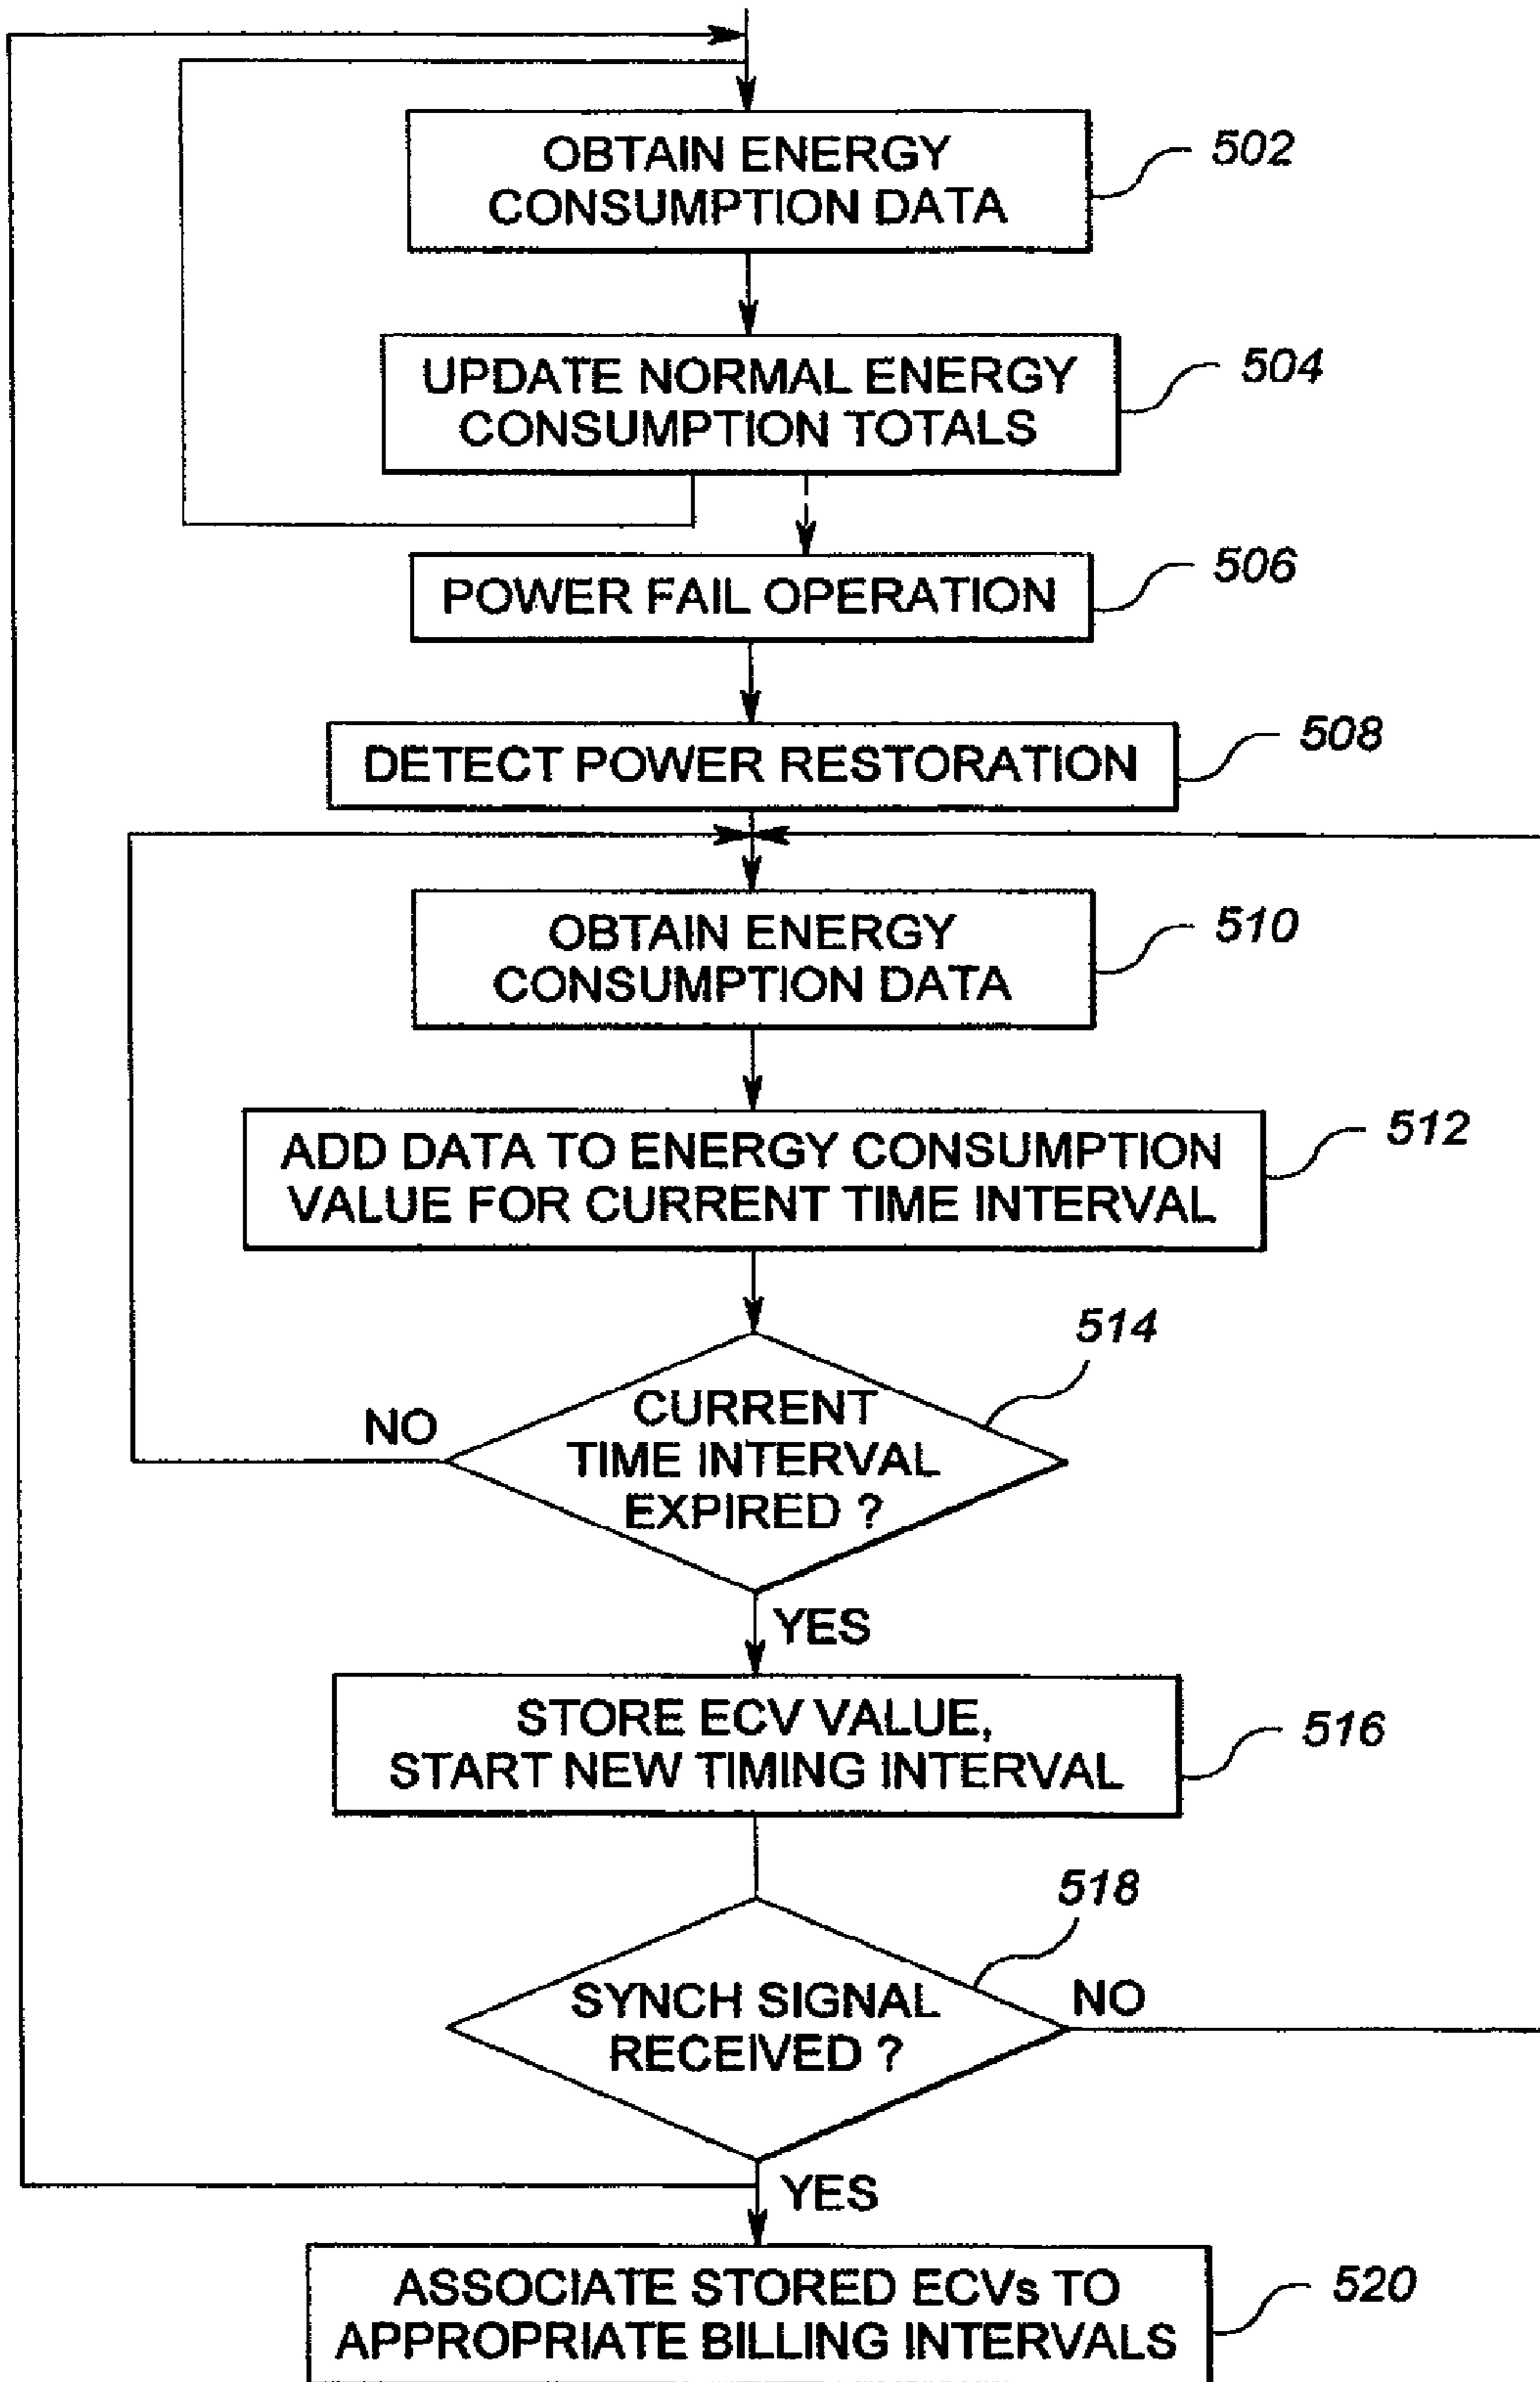 OBTAIN ENERGY
CONSUMPTION DATA
502
UPDATE NORMAL ENERGY
CONSUMPTION TOTALS
504
POWER FAIL OPERATION
506
DETECT POWER RESTORATION
508
OBTAIN ENERGY
CONSUMPTION DATA
510
ADD DATA TO ENERGY CONSUMPTION
VALUE FOR CURRENT TIME INTERVAL
512
514
CURRENT
TIME INTERVAL
EXPIRED ?
NO
YES
STORE ECV VALUE,
START NEW TIMING INTERVAL
516
518
SYNCH SIGNAL
RECEIVED ?
NO
YES
ASSOCIATE STORED ECVs TO
APPROPRIATE BILLING INTERVALS
520